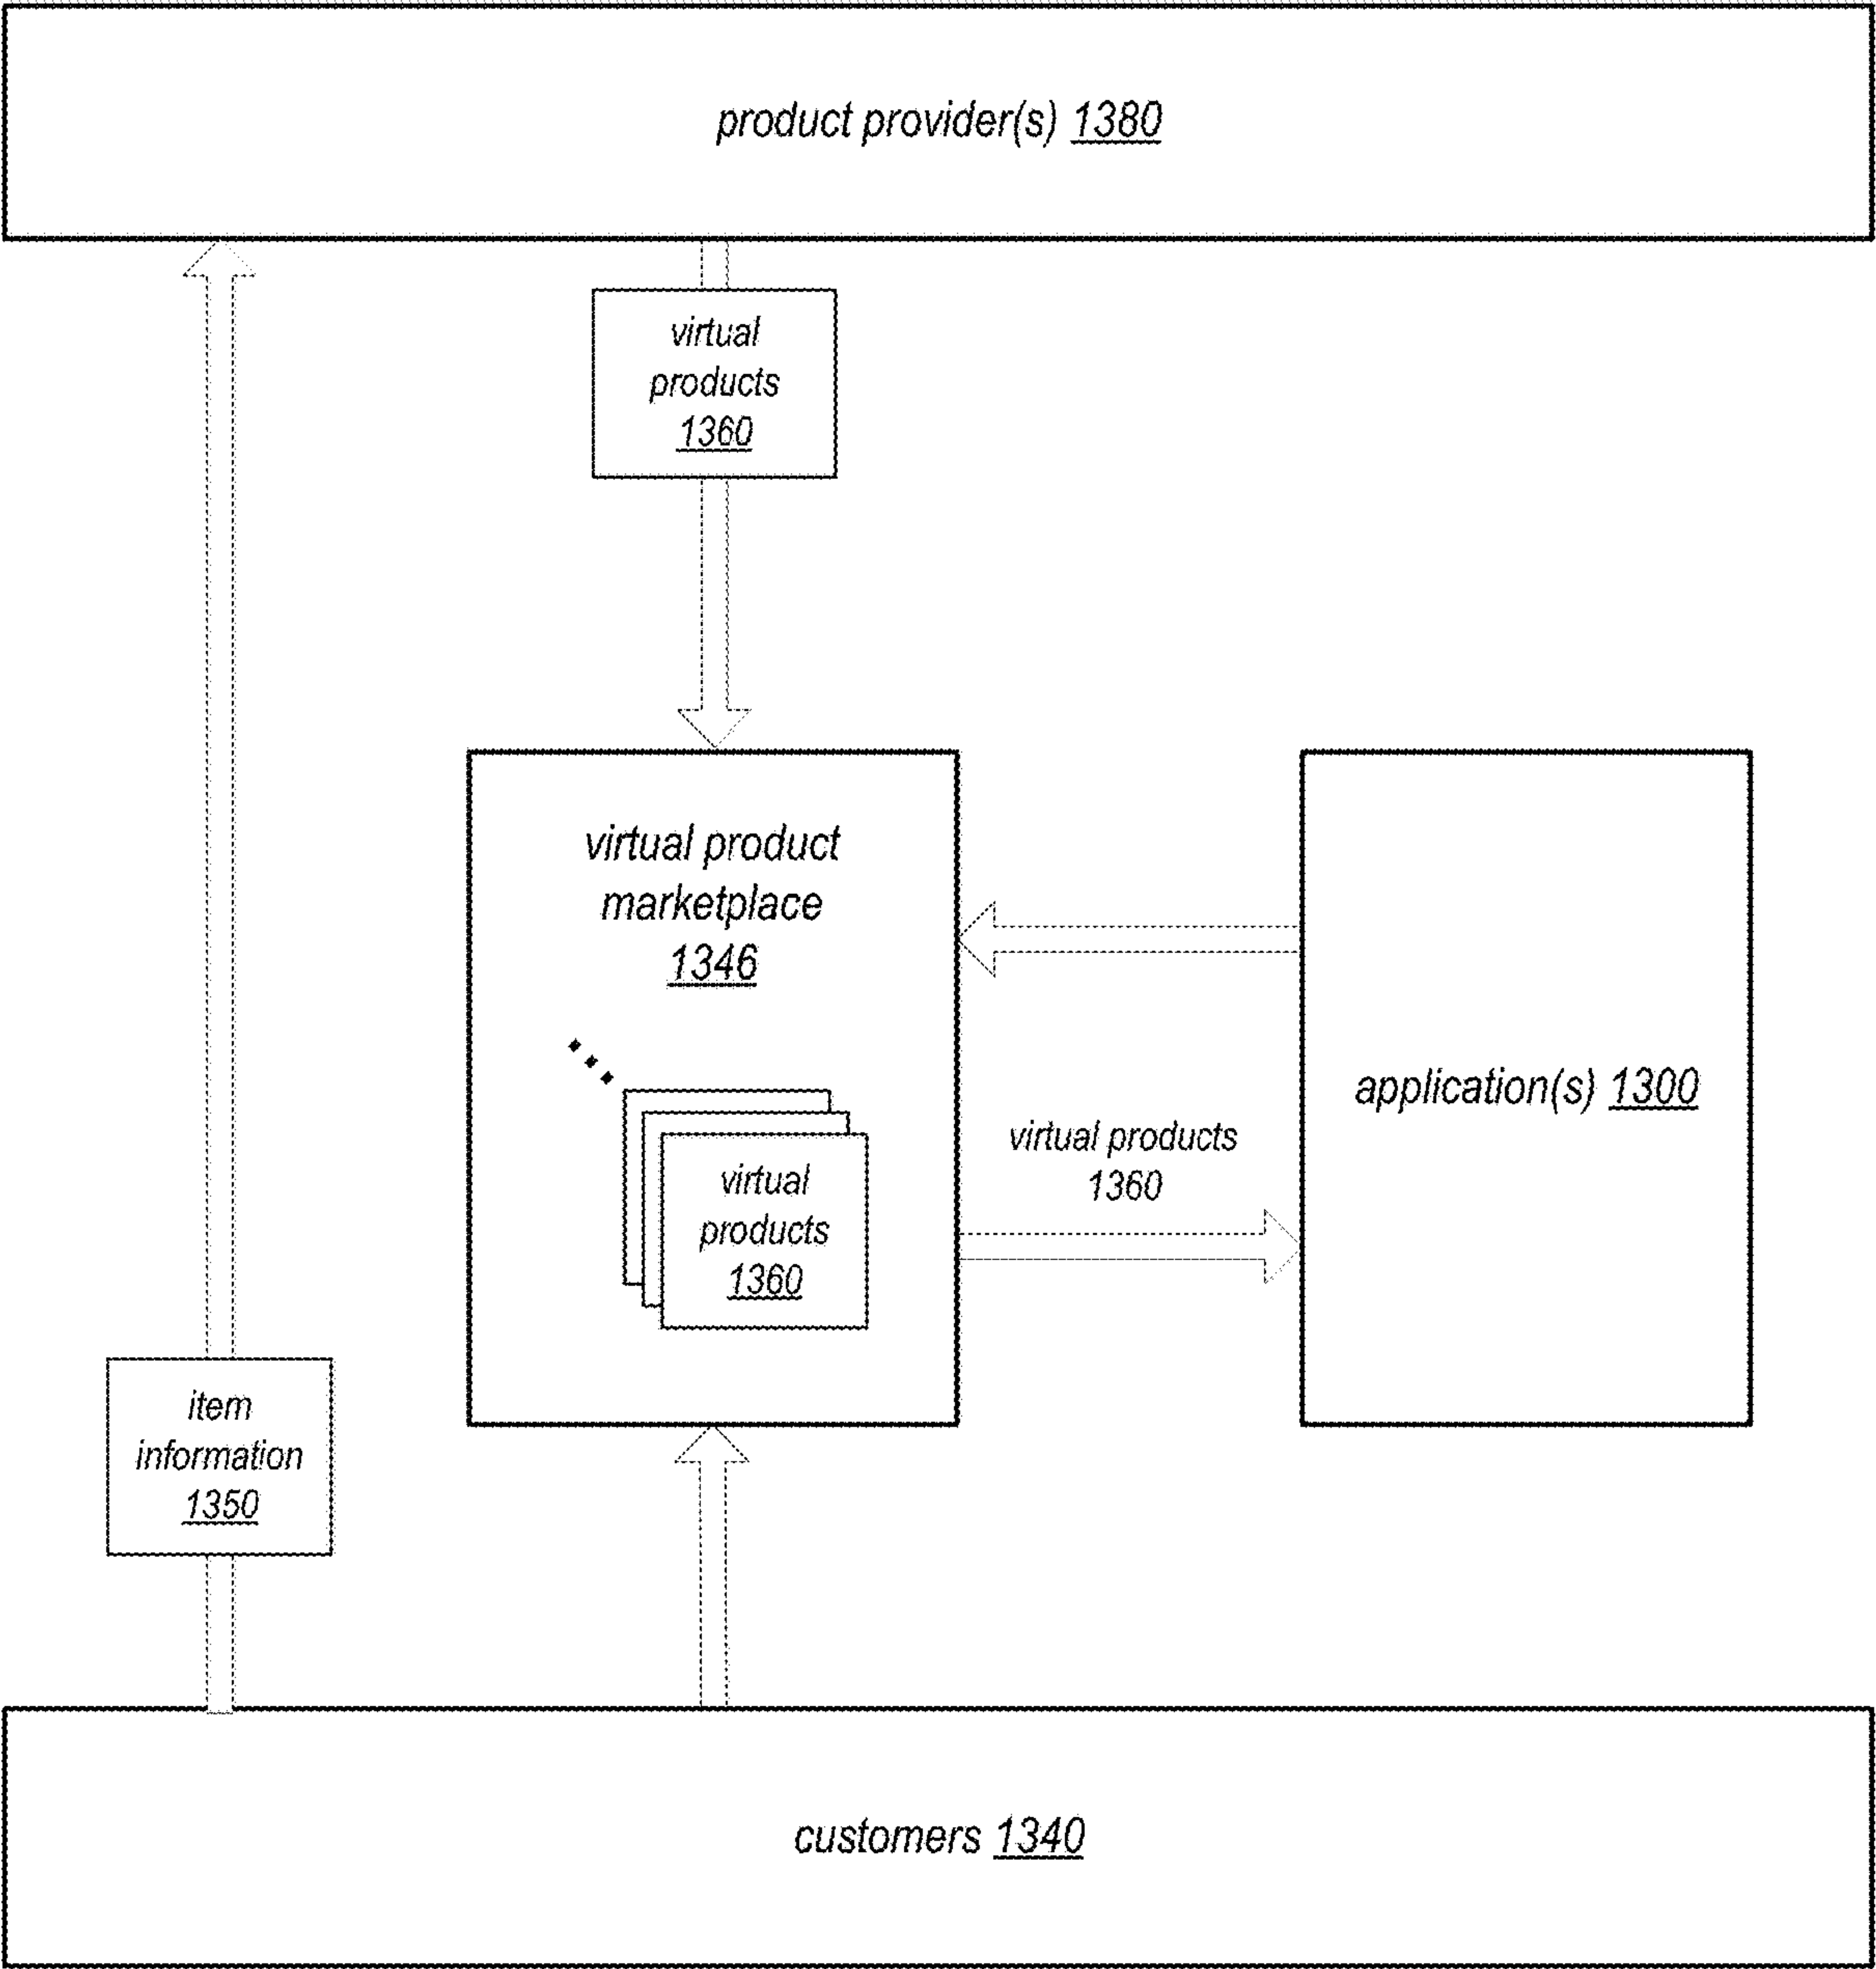 product provider(s) 1380
virtual
products
1360
virtual product
marketplace
1346
virtual
products
1360
virtual products
1360
application(s) 1300
item
information
1350
customers 1340